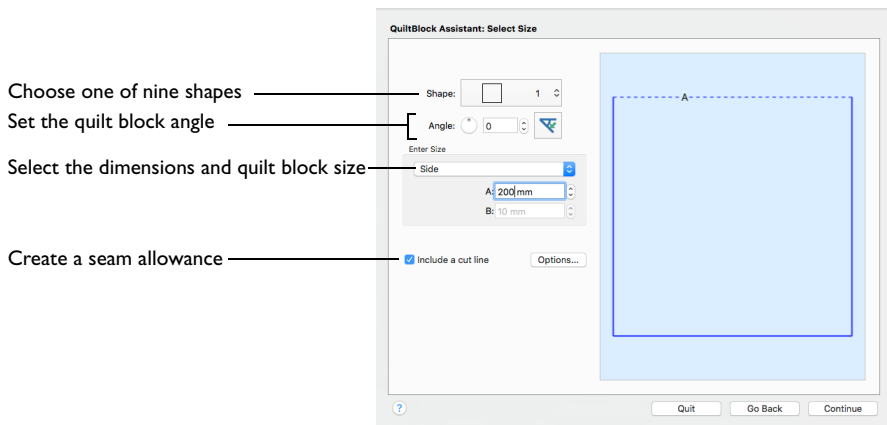 QuiltBlock Assistant: Select Size
Choose one of nine shapes
Shape: 1
A
Set the quilt block angle
Angle: 0
Enter Size
Select the dimensions and quilt block size
Side
A: 200 mm
B: 10 mm
Create a seam allowance
Include a cut line Options...
? Quit Go Back Continue